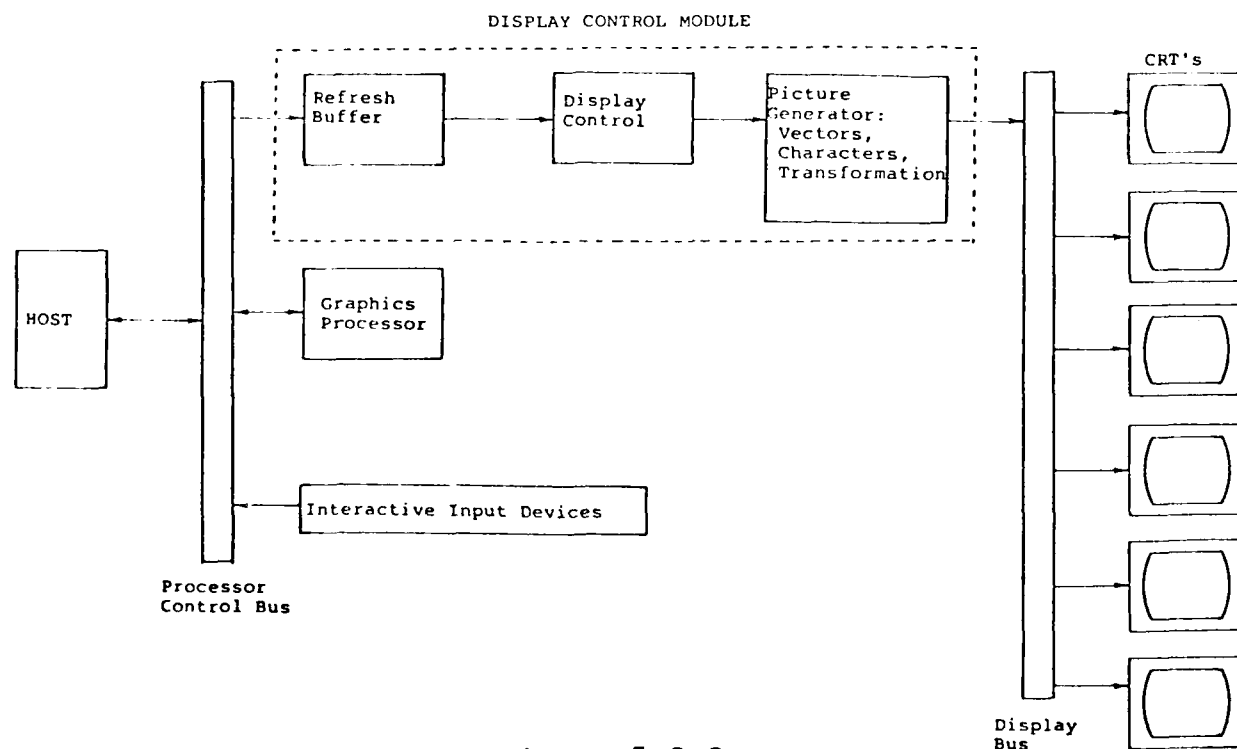 DISPLAY CONTROL MODULE
CRT's
Refresh
Buffer
Display
Control
Picture
Generator:
Vectors,
Characters,
Transformation
HOST
Graphics
Processor
Interactive Input Devices
Processor
Control Bus
Display
Bus